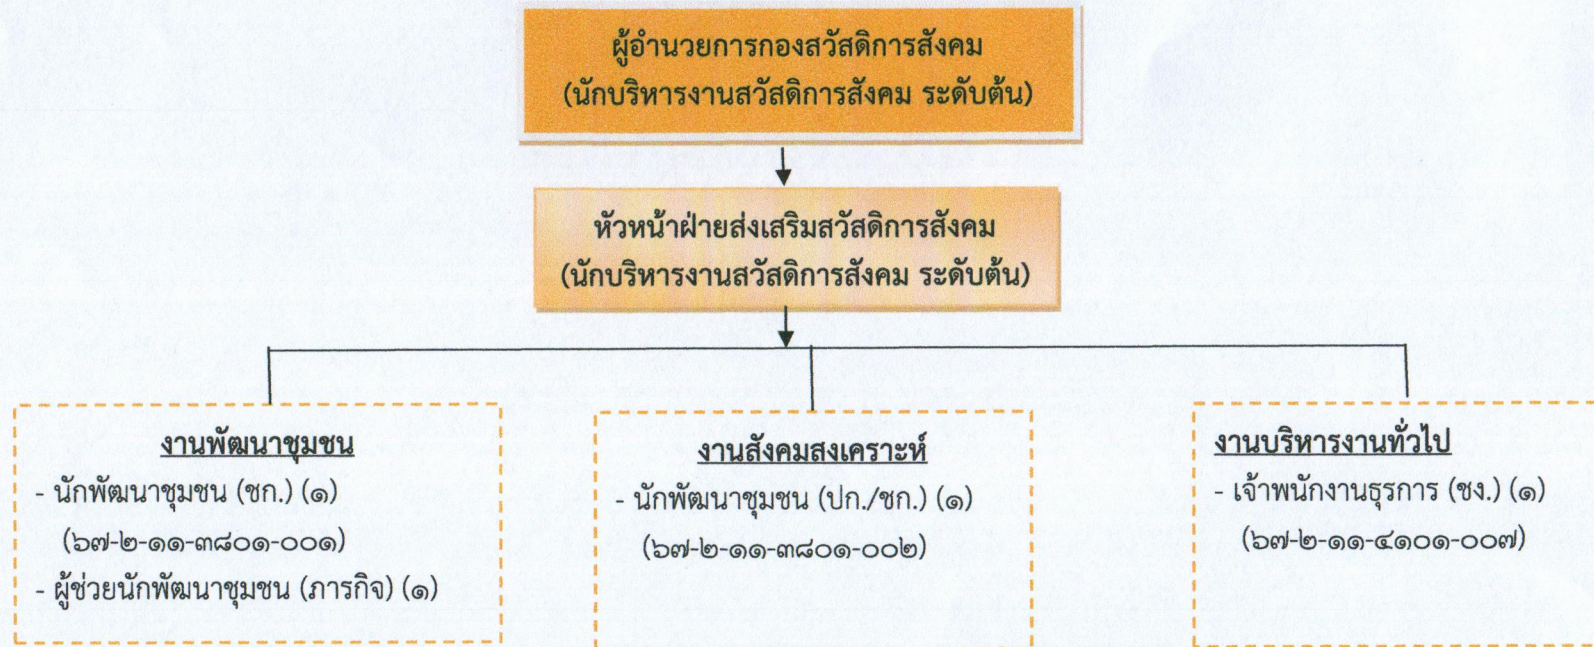 ผู้อำนวยการกองสวัสดิการสังคม
(นักบริหารงานสวัสดิการสังคม ระดับต้น)
หัวหน้าฝ่ายส่งเสริมสวัสดิการสังคม
(นักบริหารงานสวัสดิการสังคม ระดับต้น)
งานพัฒนาชุมชน
- นักพัฒนาชุมชน (ชก.) (๑)
(๖๗-๒-๑๑-๓๘๐๑-๐๐๑)
- ผู้ช่วยนักพัฒนาชุมชน (ภารกิจ) (๑)
งานสังคมสงเคราะห์
- นักพัฒนาชุมชน (ปก./ชก.) (๑)
(๖๗-๒-๑๑-๓๘๐๑-๐๐๒)
งานบริหารงานทั่วไป
- เจ้าพนักงานธุรการ (ชง.) (๑)
(๖๗-๒-๑๑-๔๑๐๑-๐๐๗)